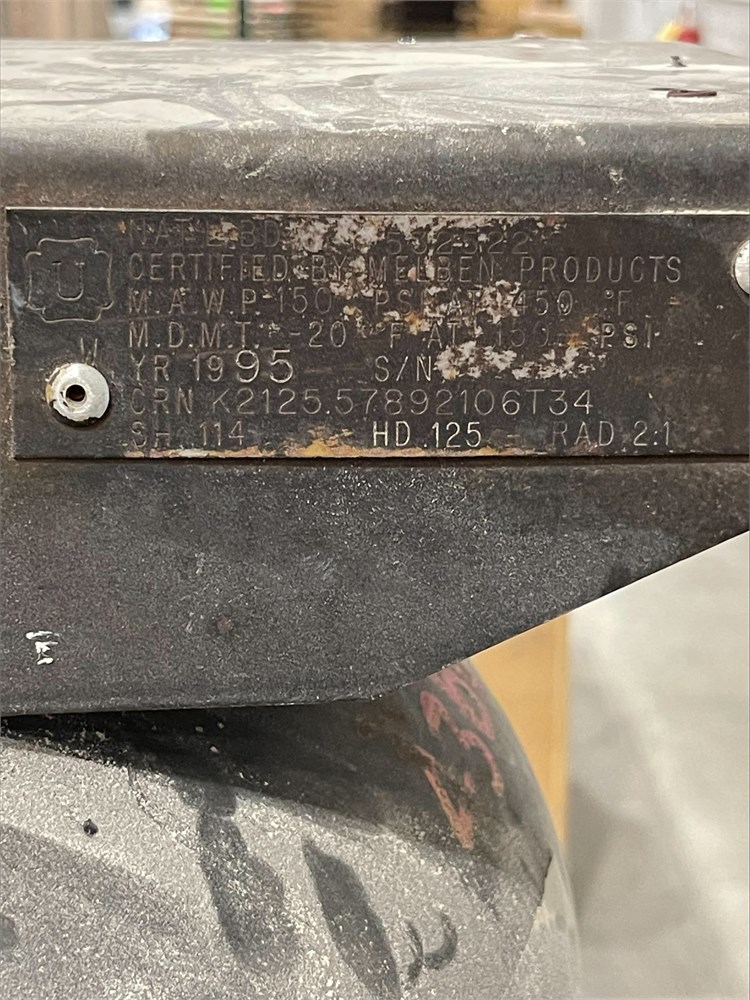 NAT'L BD. 532522
U
CERTIFIED BY MELBEN PRODUCTS
M.A.W.P. 150 PSI AT 450 °F
M.D.M.T. -20 °F AT 150 PSI
W
YR 1995 S/N
CRN K2125.57892106T34
SH .114 HD .125 RAD 2:1